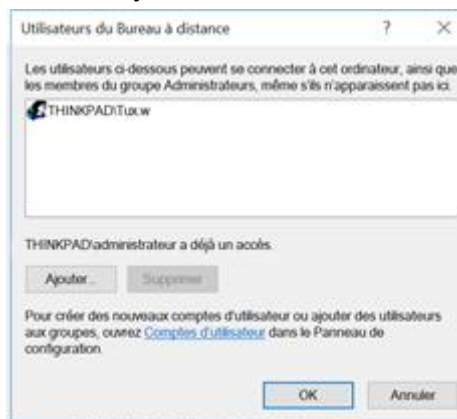 Utilisateurs du Bureau à distance ?
Les utilisateurs ci-dessous peuvent se connecter à cet ordinateur, ainsi que
les membres du groupe Administrateurs, même s'ils n'apparaissent pas ici.
THINKPAD\Tux.w
THINKPAD\administrateur a déjà un accès.
Ajouter... Supprimer
Pour créer des nouveaux comptes d'utilisateur ou ajouter des utilisateurs
aux groupes, ouvrez Comptes d'utilisateur dans le Panneau de
configuration.
OK Annuler